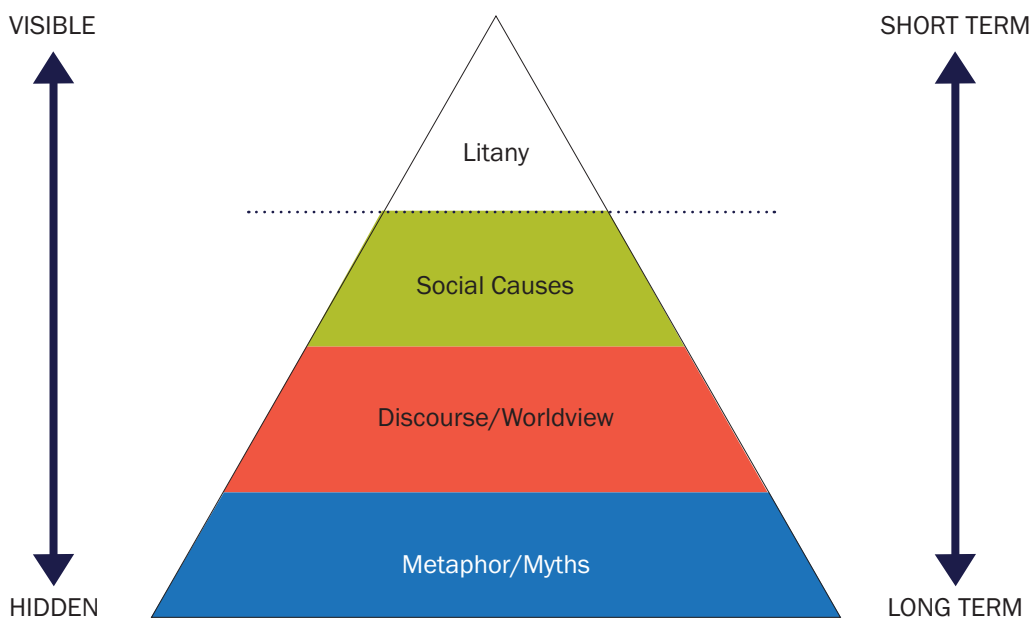 VISIBLE
SHORT TERM
Litany
Social Causes
Discourse/Worldview
Metaphor/Myths
HIDDEN
LONG TERM